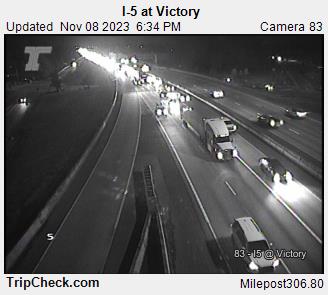 I-5 at Victory
Updated Nov 08 2023 6:34 PM Camera 83
S
83 - I5 @ Victory
TripCheck.com Milepost306.80